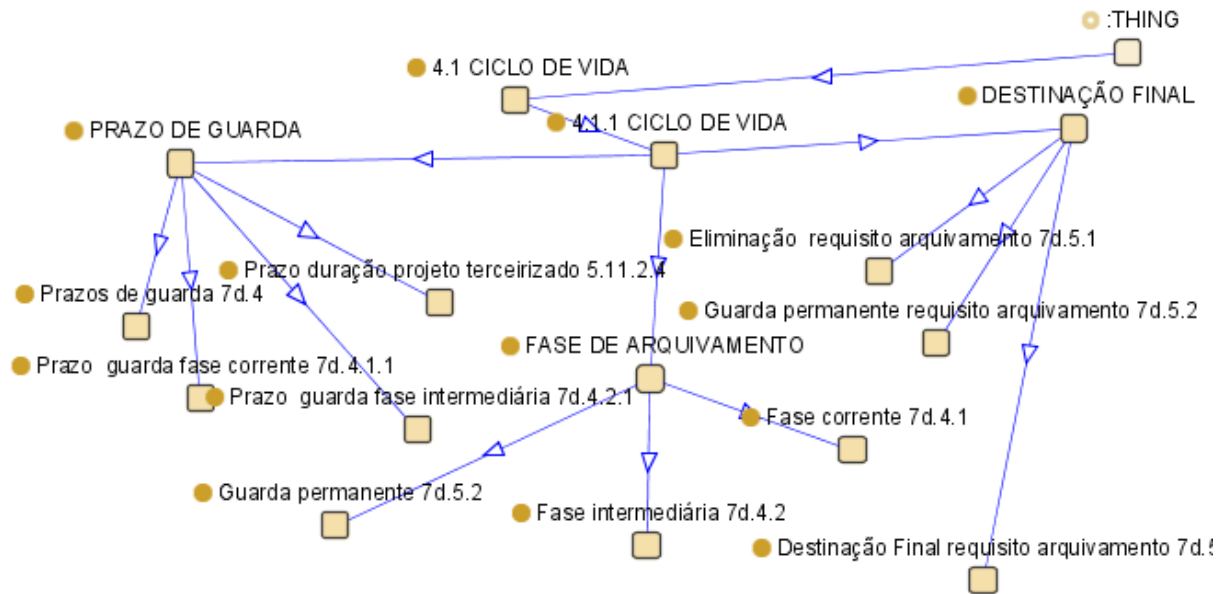 :THING
4.1 CICLO DE VIDA
DESTINAÇÃO FINAL
PRAZO DE GUARDA
4.1.1 CICLO DE VIDA
Eliminação requisito arquivamento 7d.5.1
Prazo duração projeto terceirizado 5.11.2.4
Prazos de guarda 7d.4
Guarda permanente requisito arquivamento 7d.5.2
FASE DE ARQUIVAMENTO
Prazo guarda fase corrente 7d.4.1.1
Prazo guarda fase intermediária 7d.4.2.1
Fase corrente 7d.4.1
Guarda permanente 7d.5.2
Fase intermediária 7d.4.2
Destinação Final requisito arquivamento 7d.5